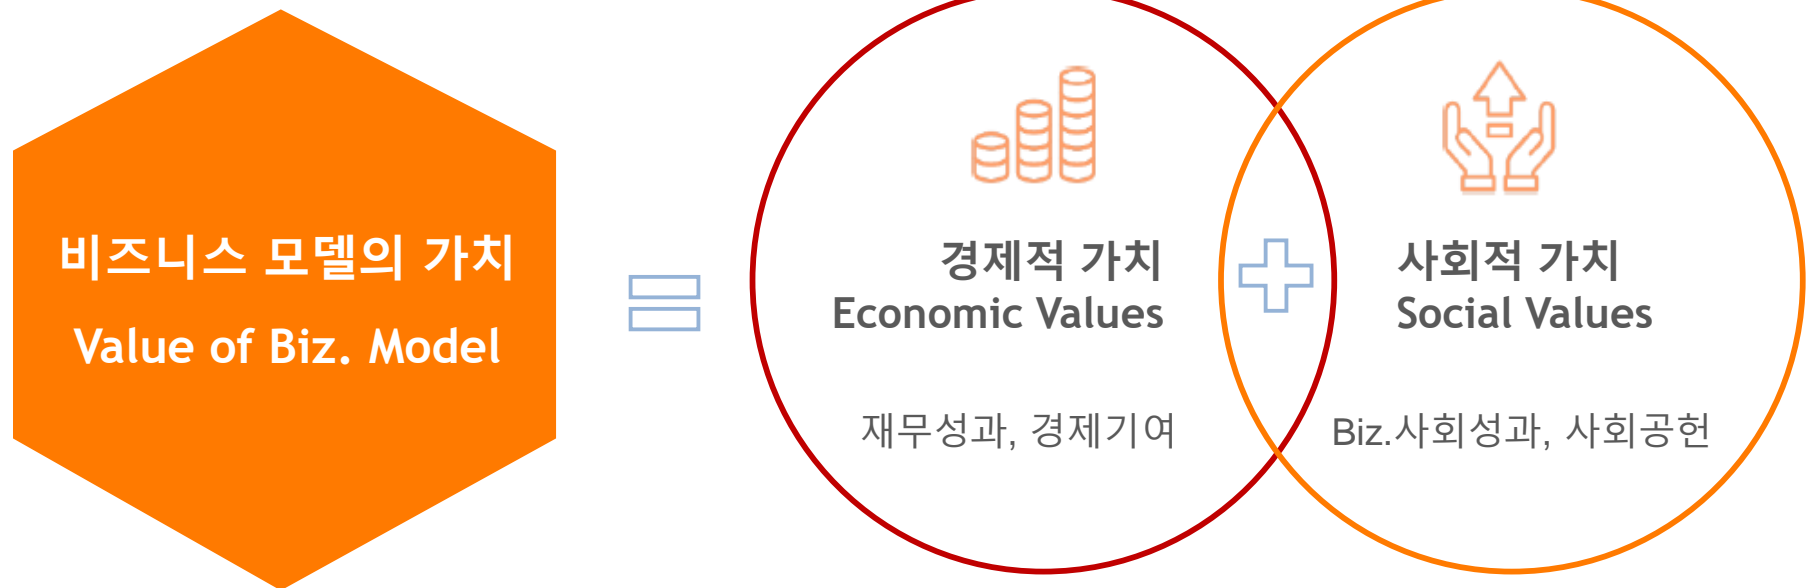 비즈니스 모델의 가치
Value of Biz. Model
경제적 가치
Economic Values
재무성과, 경제기여
사회적 가치
Social Values
Biz.사회성과, 사회공헌